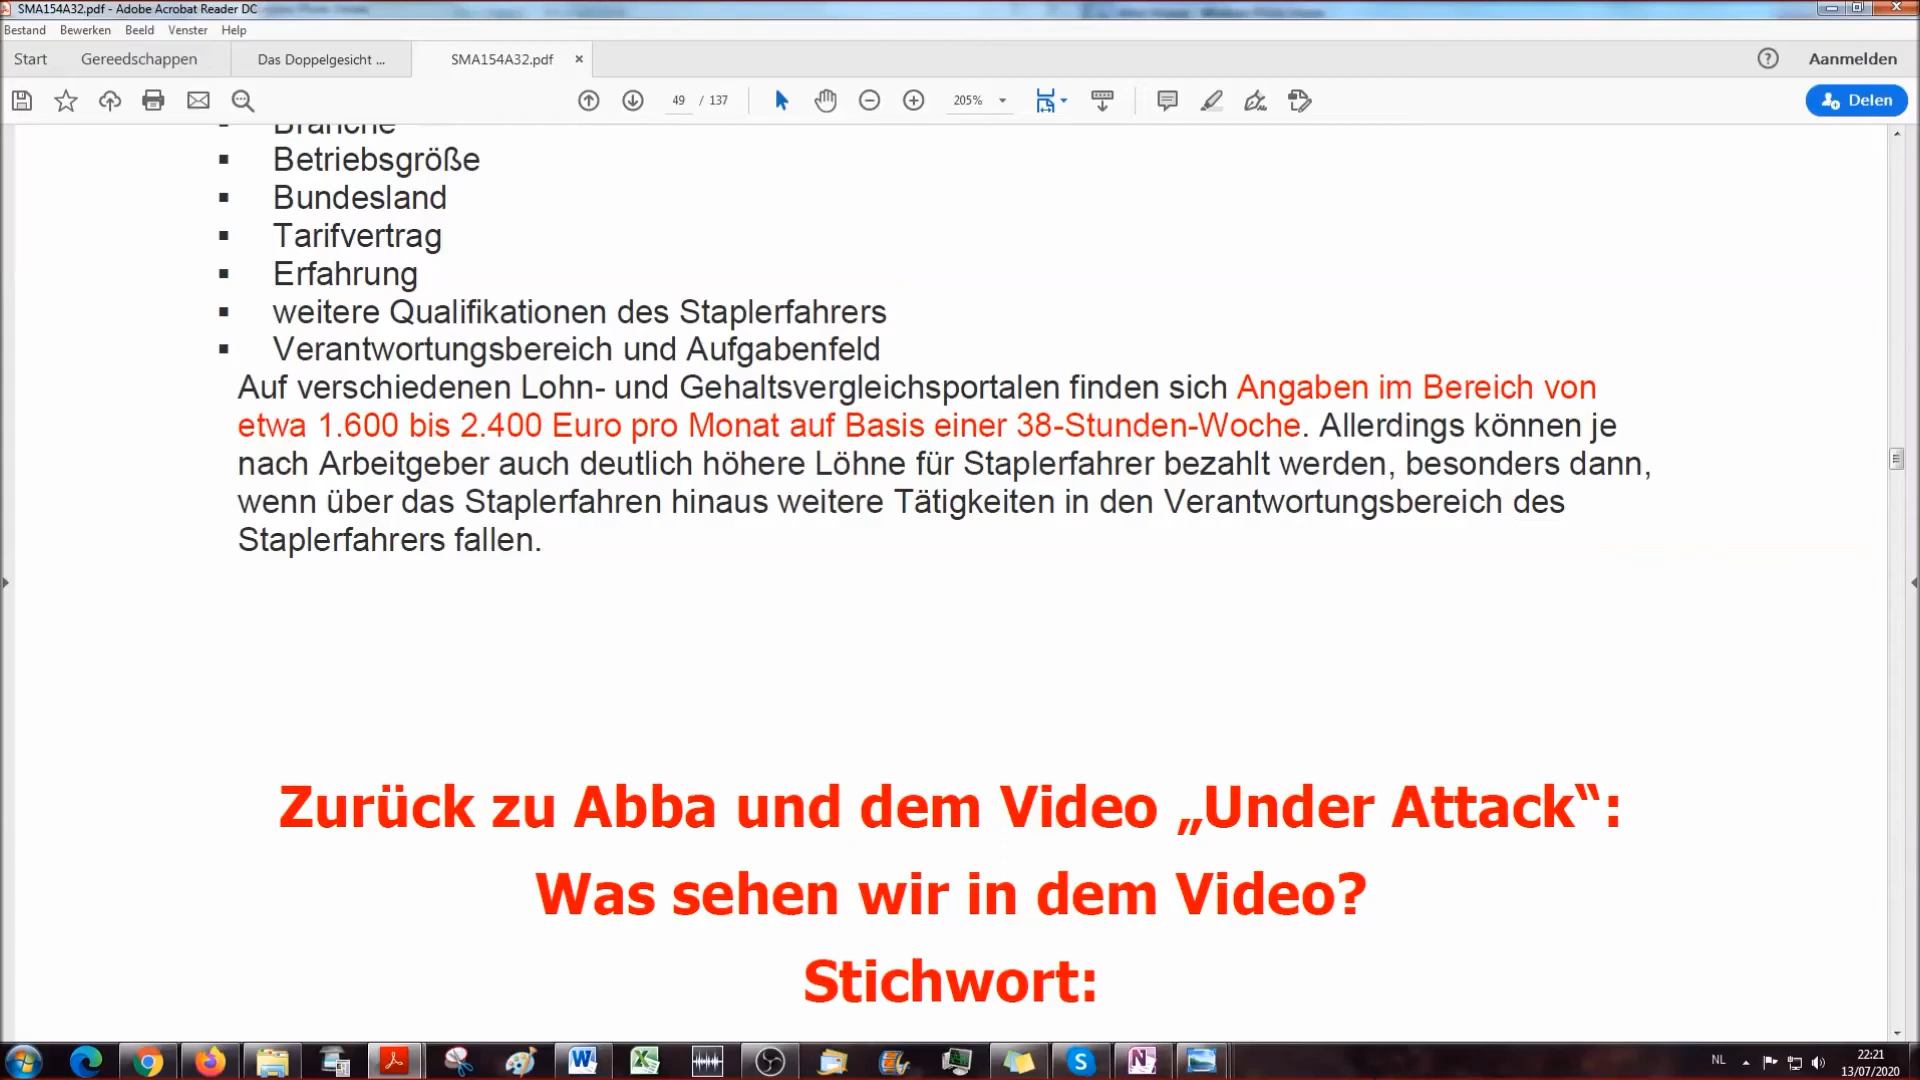 SMA154A32.pdf - Adobe Acrobat Reader DC
Bestand Bewerken Beeld Venster Help
Start Gereedschappen Das Doppelgesicht ... SMA154A32.pdf × ? Aanmelden
49 / 137 205% Delen
Branche
▪ Betriebsgröße
▪ Bundesland
▪ Tarifvertrag
▪ Erfahrung
▪ weitere Qualifikationen des Staplerfahrers
▪ Verantwortungsbereich und Aufgabenfeld
Auf verschiedenen Lohn- und Gehaltsvergleichsportalen finden sich Angaben im Bereich von
etwa 1.600 bis 2.400 Euro pro Monat auf Basis einer 38-Stunden-Woche. Allerdings können je
nach Arbeitgeber auch deutlich höhere Löhne für Staplerfahrer bezahlt werden, besonders dann,
wenn über das Staplerfahren hinaus weitere Tätigkeiten in den Verantwortungsbereich des
Staplerfahrers fallen.
Zurück zu Abba und dem Video „Under Attack“:
Was sehen wir in dem Video?
Stichwort:
NL 22:21
13/07/2020